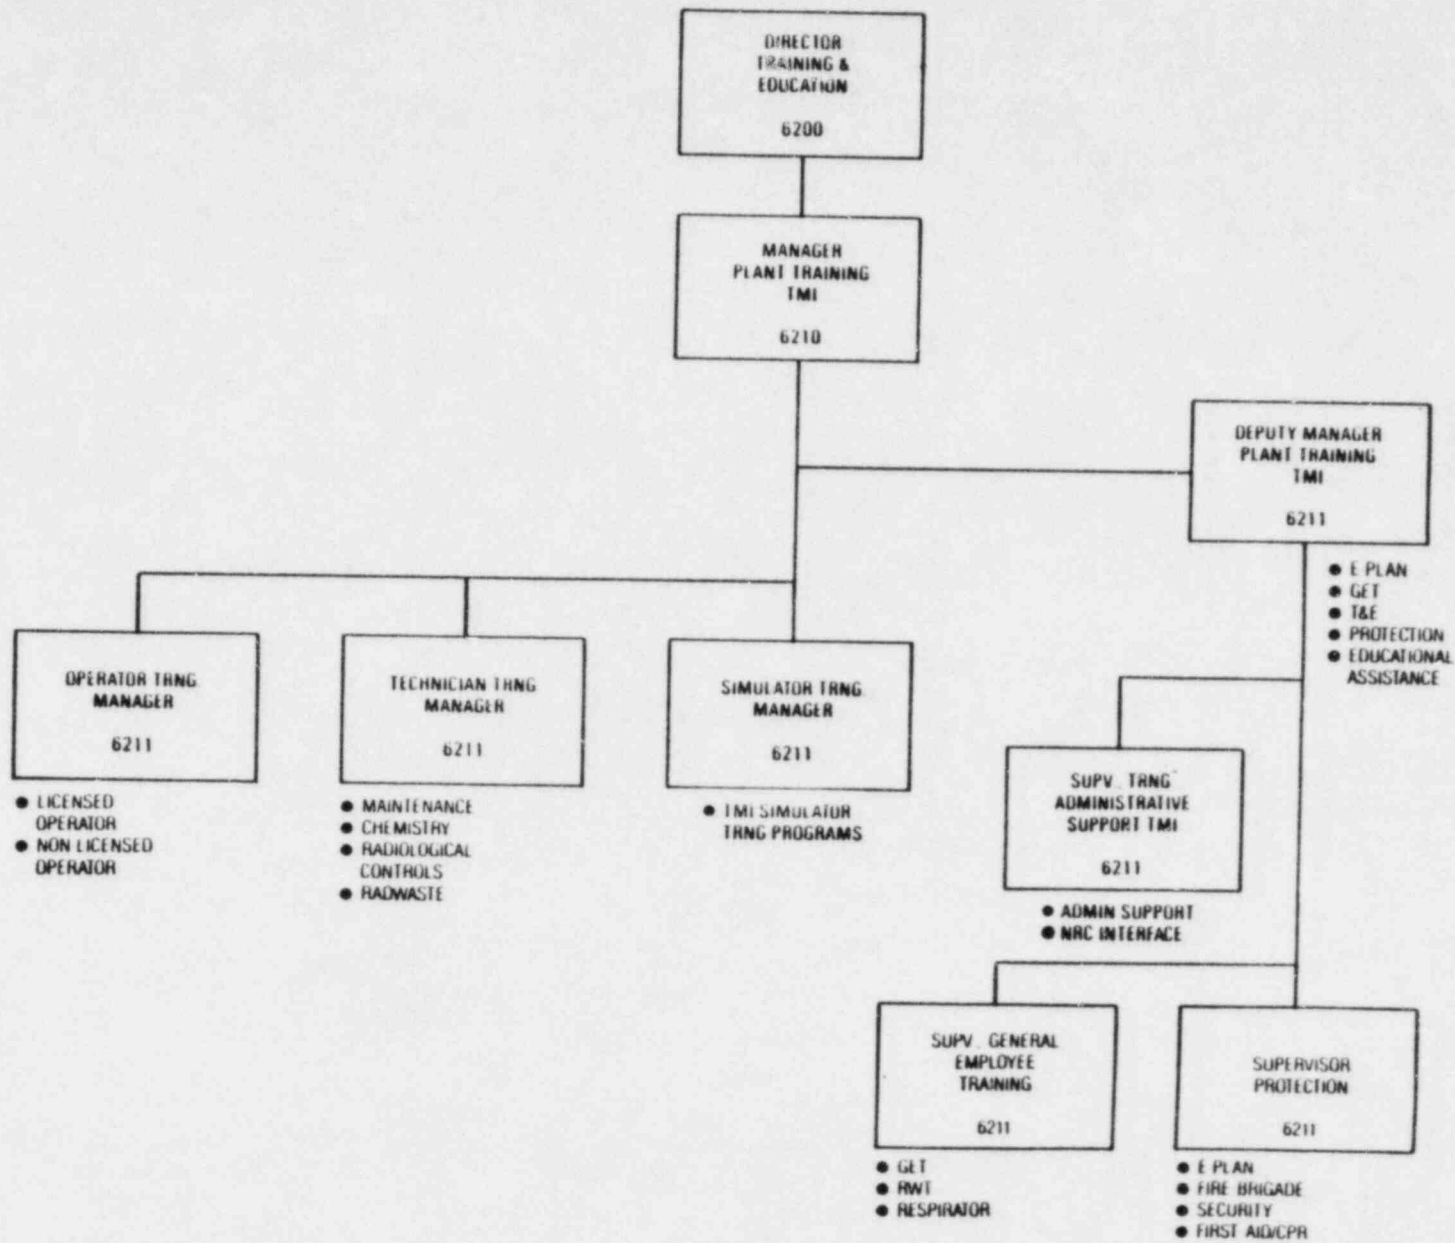 DIRECTOR
TRAINING &
EDUCATION
6200
MANAGER
PLANT TRAINING
TMI
6210
DEPUTY MANAGER
PLANT TRAINING
TMI
6211
● E PLAN
● GET
● T&E
● PROTECTION
● EDUCATIONAL
ASSISTANCE
OPERATOR TRNG
MANAGER
6211
● LICENSED
OPERATOR
● NON LICENSED
OPERATOR
TECHNICIAN TRNG
MANAGER
6211
● MAINTENANCE
● CHEMISTRY
● RADIOLOGICAL
CONTROLS
● RADWASTE
SIMULATOR TRNG
MANAGER
6211
● TMI SIMULATOR
TRNG PROGRAMS
SUPV. TRNG
ADMINISTRATIVE
SUPPORT TMI
6211
● ADMIN SUPPORT
● NRC INTERFACE
SUPV. GENERAL
EMPLOYEE
TRAINING
6211
● GET
● RWT
● RESPIRATOR
SUPERVISOR
PROTECTION
6211
● E PLAN
● FIRE BRIGADE
● SECURITY
● FIRST AID/CPR